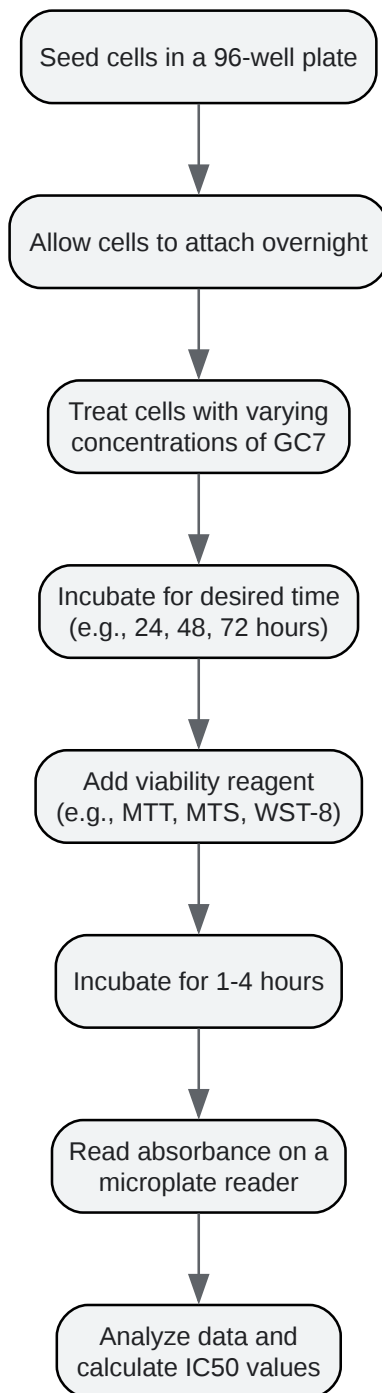 Seed cells in a 96-well plate
Allow cells to attach overnight
Treat cells with varying
concentrations of GC7
Incubate for desired time
(e.g., 24, 48, 72 hours)
Add viability reagent
(e.g., MTT, MTS, WST-8)
Incubate for 1-4 hours
Read absorbance on a
microplate reader
Analyze data and
calculate IC50 values